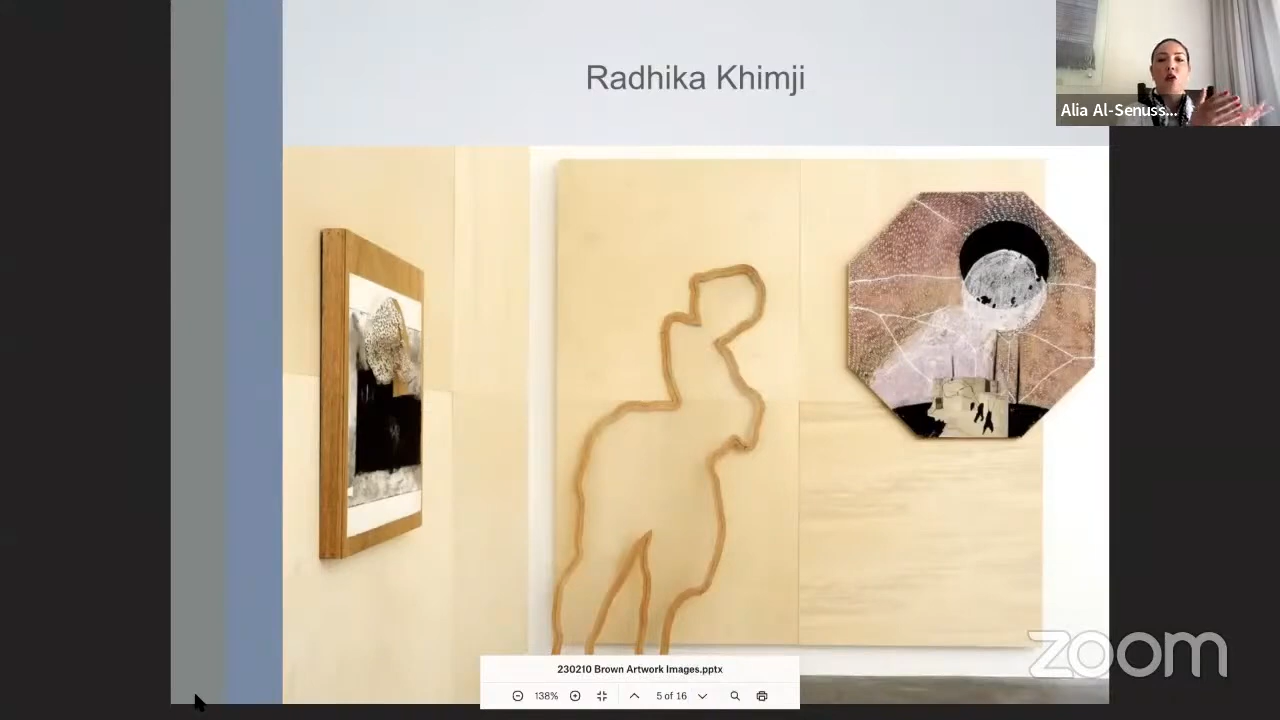 Radhika Khimji
Alia Al-Senuss...
230210 Brown Artwork Images.pptx
138%
5 of 16
zoom